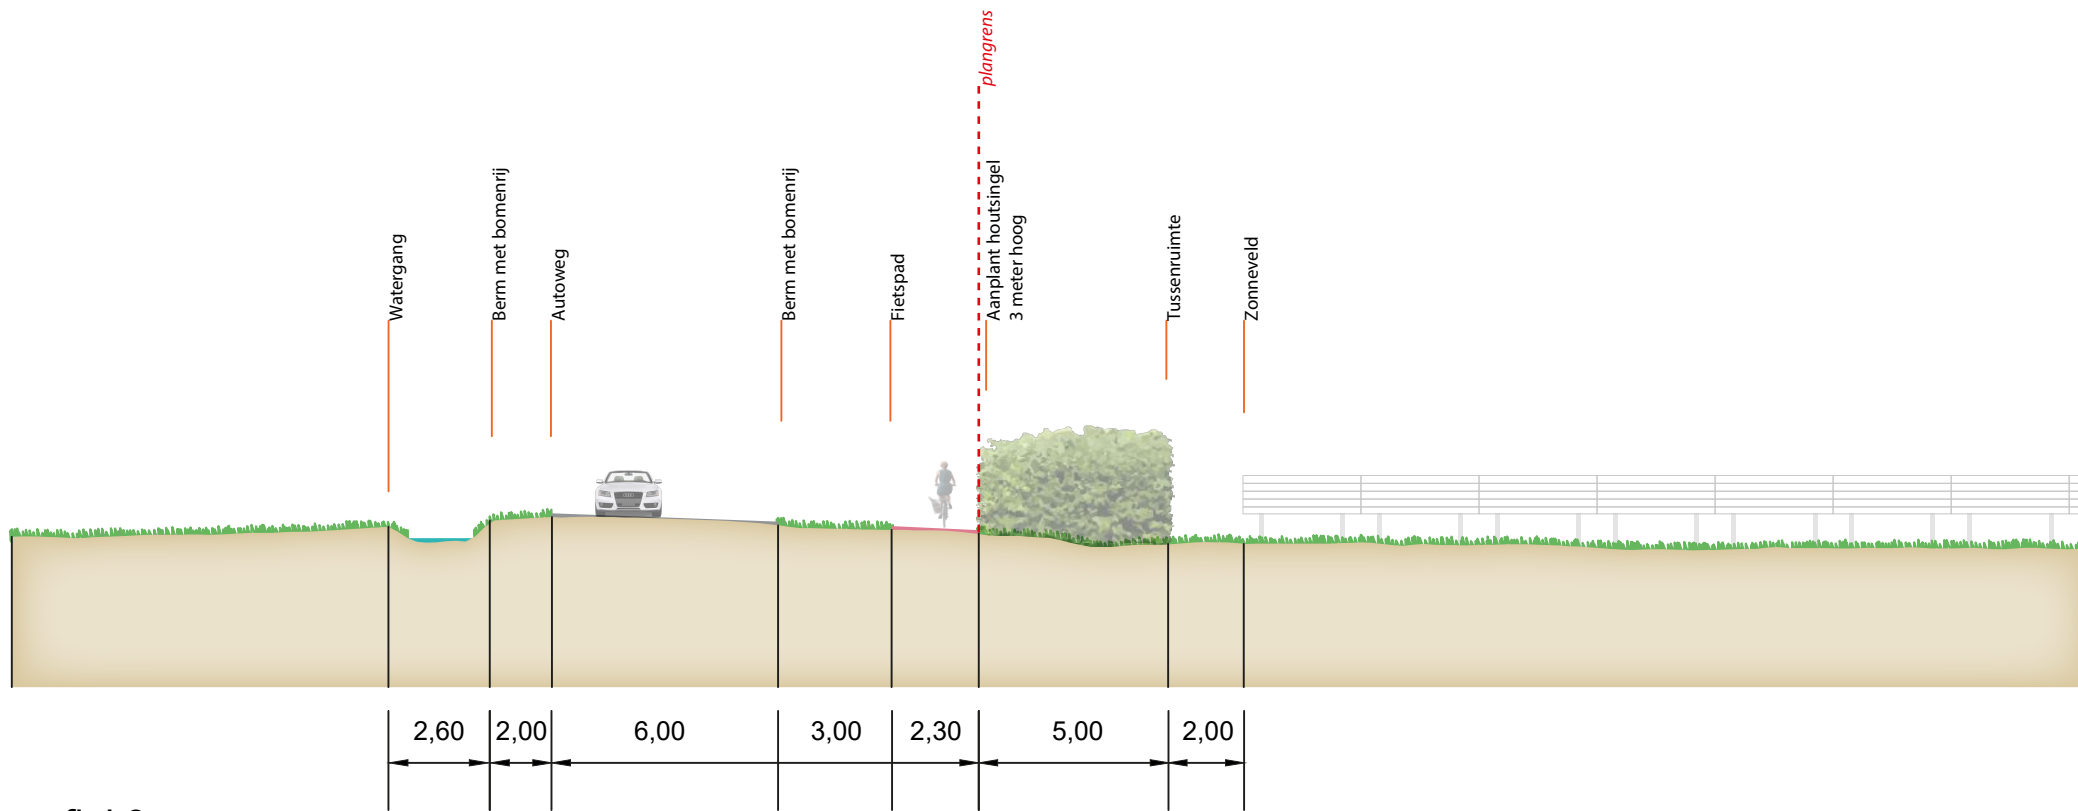 plangrens
Watergang
Berm met bomenrij
Autoweg
Berm met bomenrij
Fietspad
Aanplant houtsingel
3 meter hoog
Tussenruimte
Zonneveld
2,60
2,00
6,00
3,00
2,30
5,00
2,00